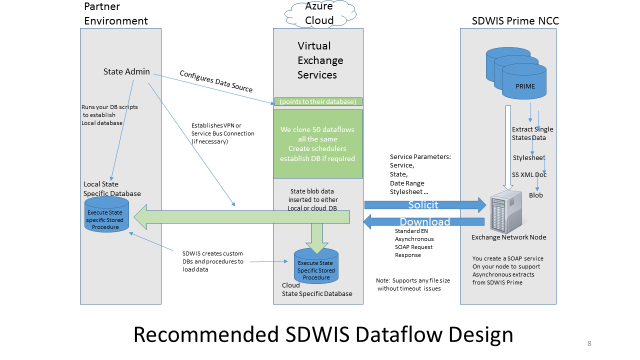 Partner
Environment
Azure
Cloud
SDWIS Prime NCC
Virtual
Exchange
Services
State Admin
Configures Data Source
PRIME
(points to their database)
Runs your DB scripts
to establish
Local database
Establishes VPN or
Service Bus Connection
(if necessary)
We clone 50 dataflows
all the same
Create schedulers
establish DB if required
Extract Single
States Data
Stylesheet
SS XML Doc
Blob
Service Parameters:
Service,
State,
Date Range
Stylesheet ...
Local State
Specific Database
State blob data
inserted to either
Local or cloud DB
Solicit
Download
Execute State
specific Stored
Procedure
Standard EN
Asynchronous
SOAP Request
Response
Exchange Network Node
SDWIS creates custom
DBs and procedures to
load data
Execute State
Specific Stored
Procedure
You create a SOAP service
On your node to support
Asynchronous extracts
from SDWIS Prime
Cloud
State Specific Database
Note: Supports any file size
without timeout issues
Recommended SDWIS Dataflow Design
8